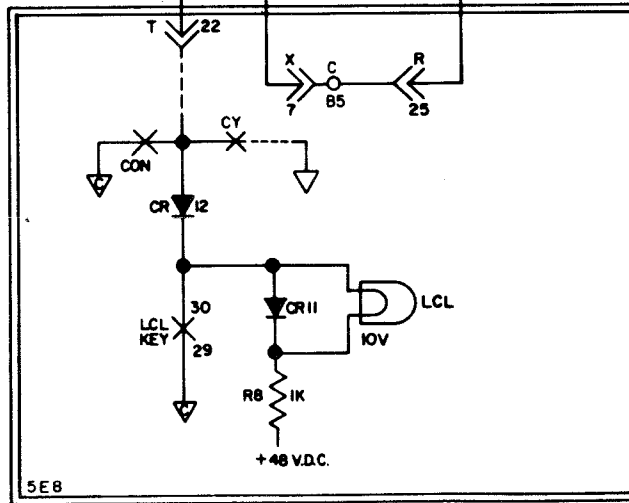 T 22
X
C
R
7
B5
25
CY
CON
C
CR 12
30
LCL
KEY
29
CR11
LCL
10V
C
R8 1K
+48 V.D.C.
5E8